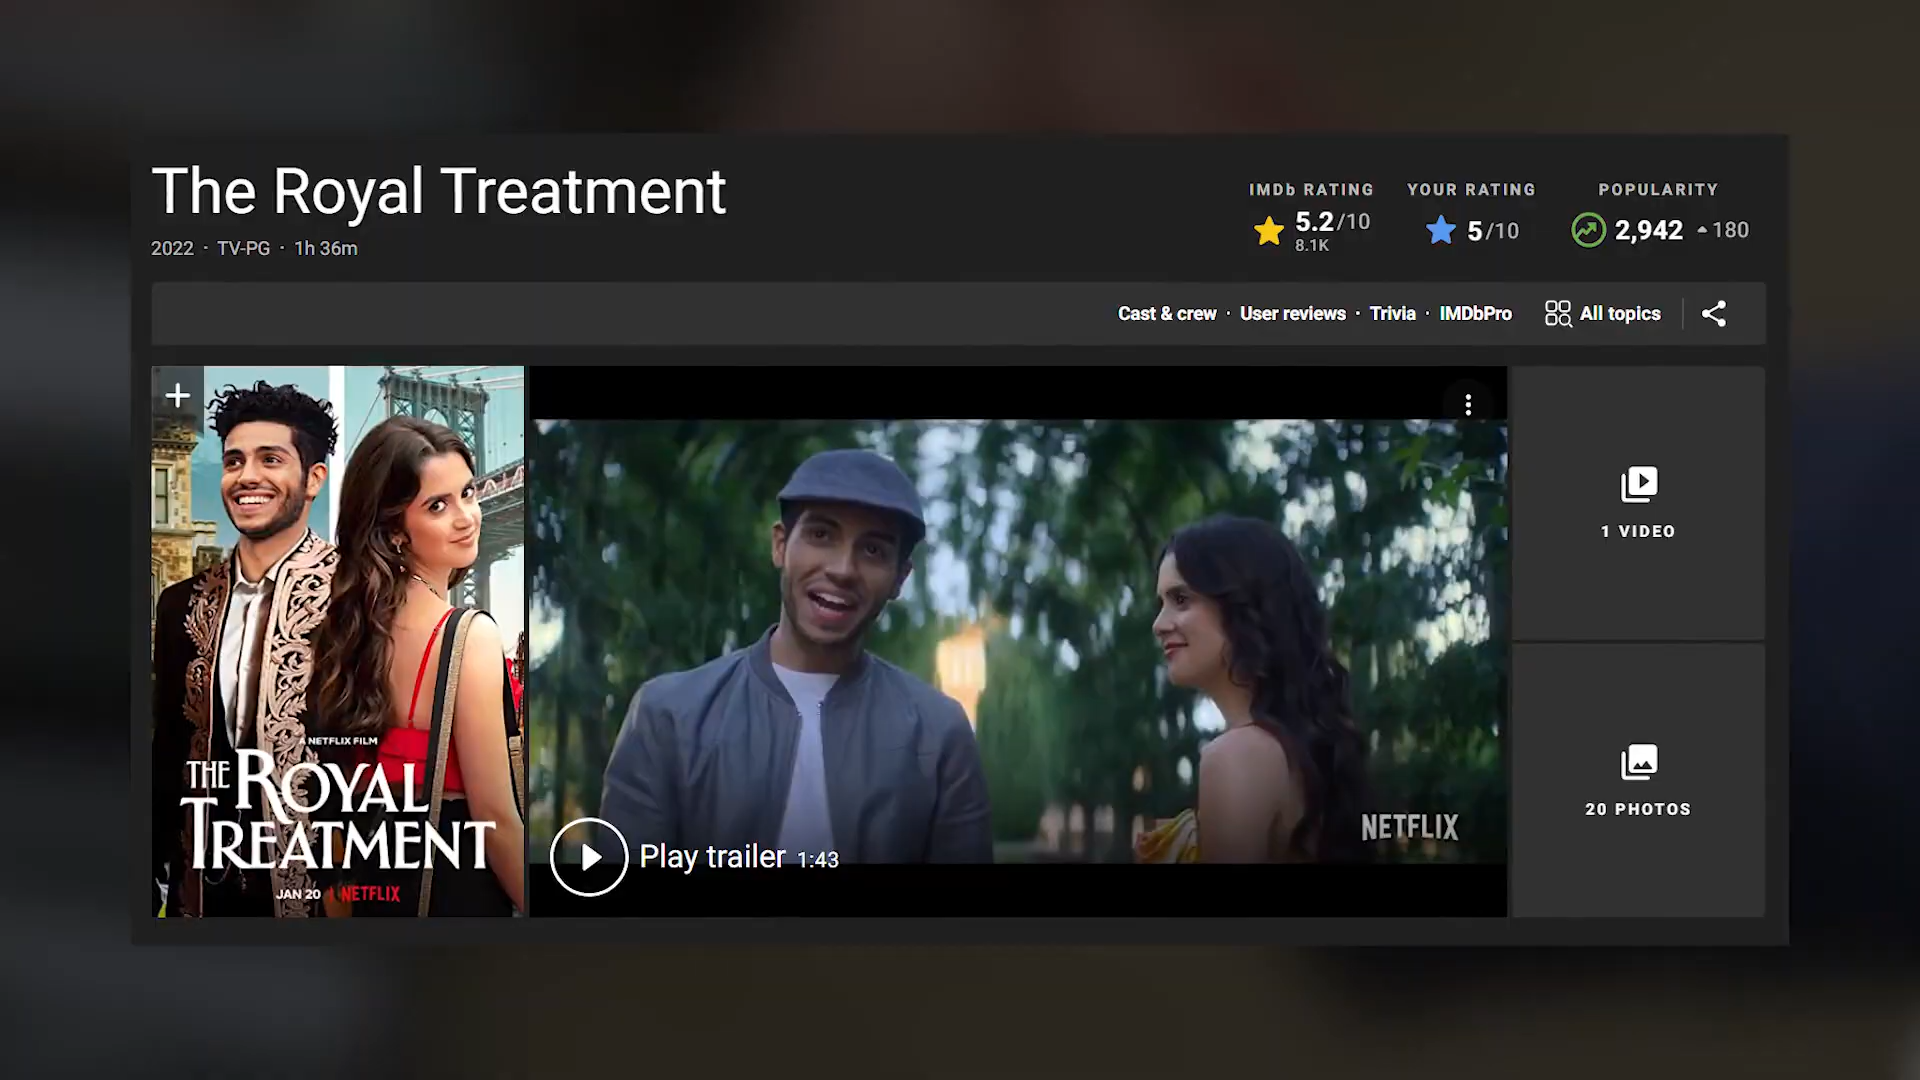 The Royal Treatment
2022 · TV-PG · 1h 36m
IMDb RATING
5.2/10
8.1K
YOUR RATING
5/10
POPULARITY
2,942
180
Cast & crew · User reviews · Trivia · IMDbPro
All topics
A NETFLIX FILM
THE ROYAL
TREATMENT
JAN 20 | NETFLIX
NETFLIX
Play trailer 1:43
1 VIDEO
20 PHOTOS